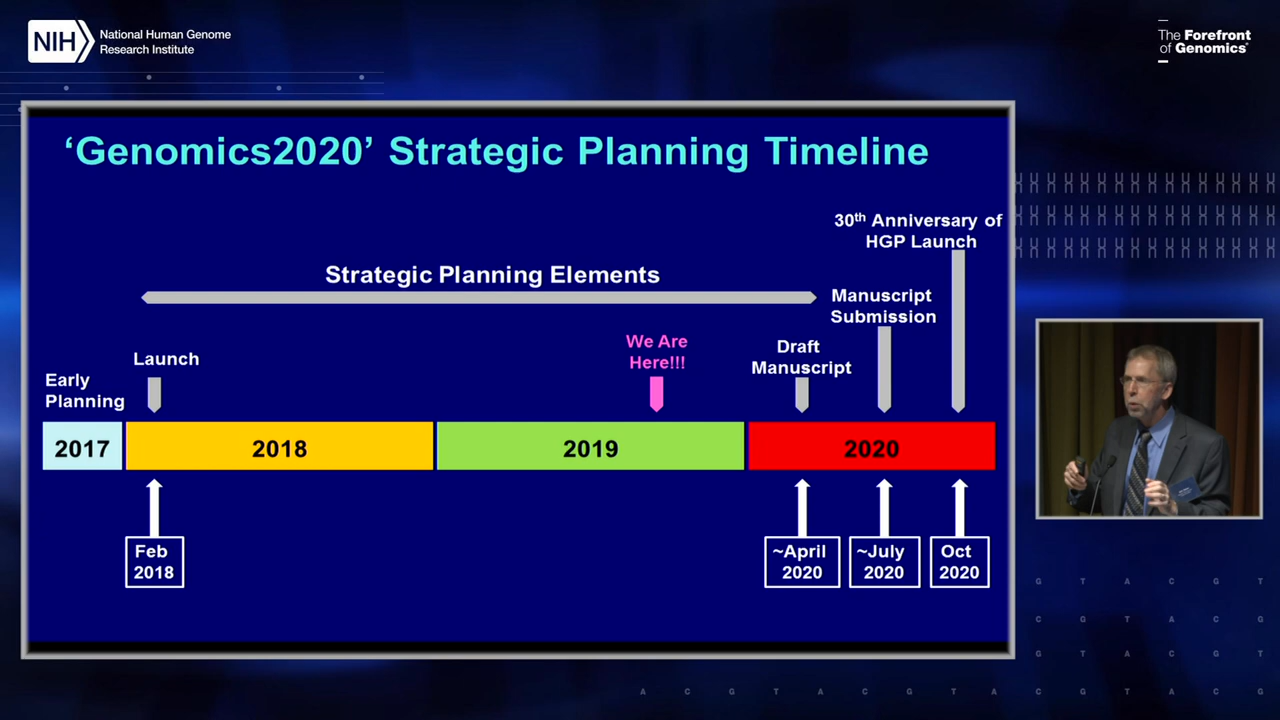 NIH
National Human Genome
Research Institute
The Forefront
of Genomics®
‘Genomics2020’ Strategic Planning Timeline
30th Anniversary of
HGP Launch
Strategic Planning Elements
Manuscript
Submission
We Are
Here!!!
Draft
Manuscript
Launch
Early
Planning
2017
2018
2019
2020
Feb
2018
~April
2020
~July
2020
Oct
2020
G T A C G T
C G T A C G
G T A C G T
A C G T A C G T A C G T A C G